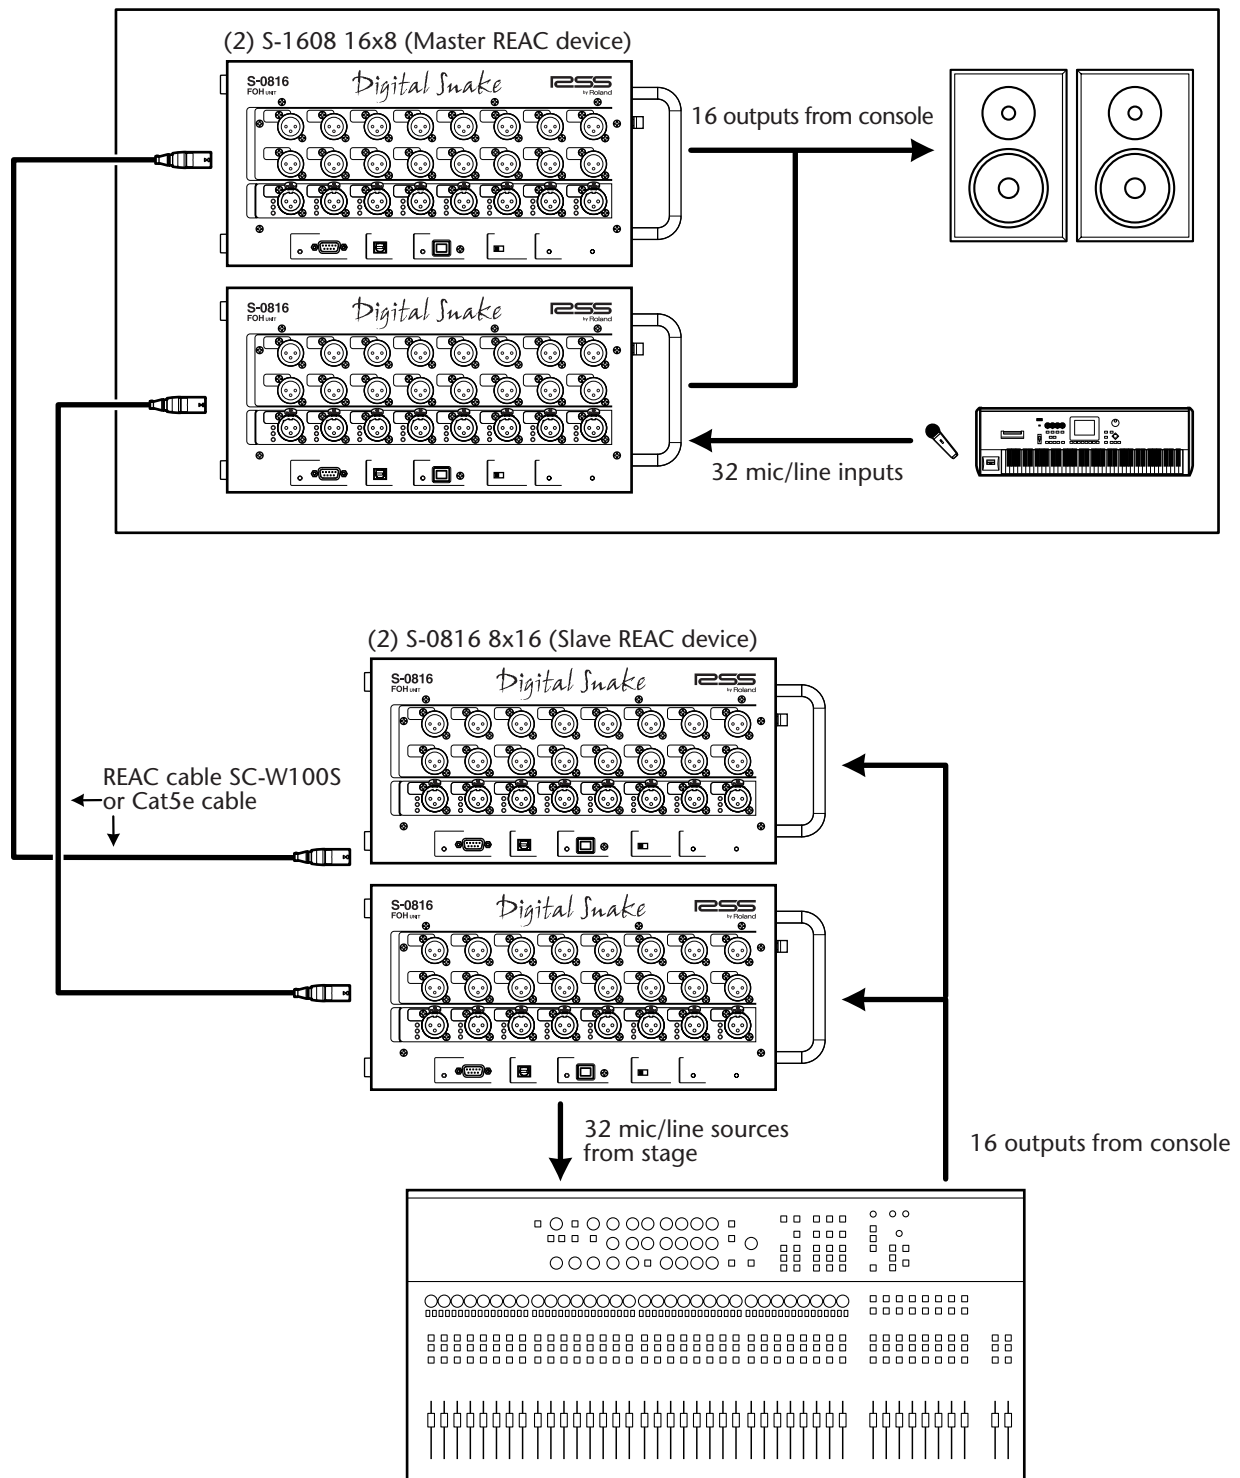 (2) S-1608 16x8 (Master REAC device)
S-0816
FOH UNIT
Digital Snake
RSS
by Roland
16 outputs from console
S-0816
FOH UNIT
Digital Snake
RSS
by Roland
32 mic/line inputs
(2) S-0816 8x16 (Slave REAC device)
S-0816
FOH UNIT
Digital Snake
RSS
by Roland
REAC cable SC-W100S
or Cat5e cable
S-0816
FOH UNIT
Digital Snake
RSS
by Roland
32 mic/line sources
from stage
16 outputs from console